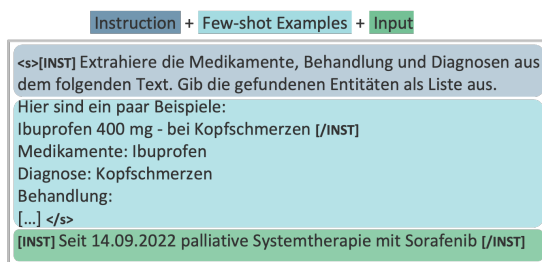 Instruction + Few-shot Examples + Input
<s>[INST] Extrahiere die Medikamente, Behandlung und Diagnosen aus
dem folgenden Text. Gib die gefundenen Entitäten als Liste aus.
Hier sind ein paar Beispiele:
Ibuprofen 400 mg - bei Kopfschmerzen [/INST]
Medikamente: Ibuprofen
Diagnose: Kopfschmerzen
Behandlung:
[...] </s>
[INST] Seit 14.09.2022 palliative Systemtherapie mit Sorafenib [/INST]